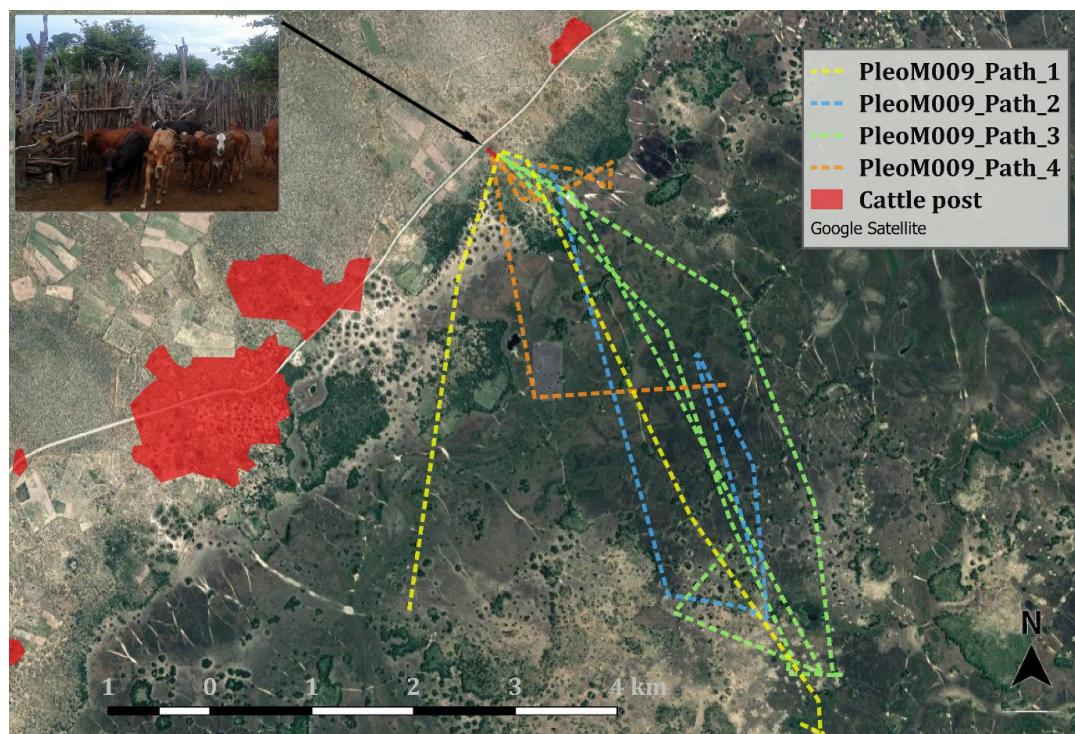 PleoM009_Path_1
PleoM009_Path_2
PleoM009_Path_3
PleoM009_Path_4
Cattle post
Google Satellite
N
1 0 1 2 3 4 km